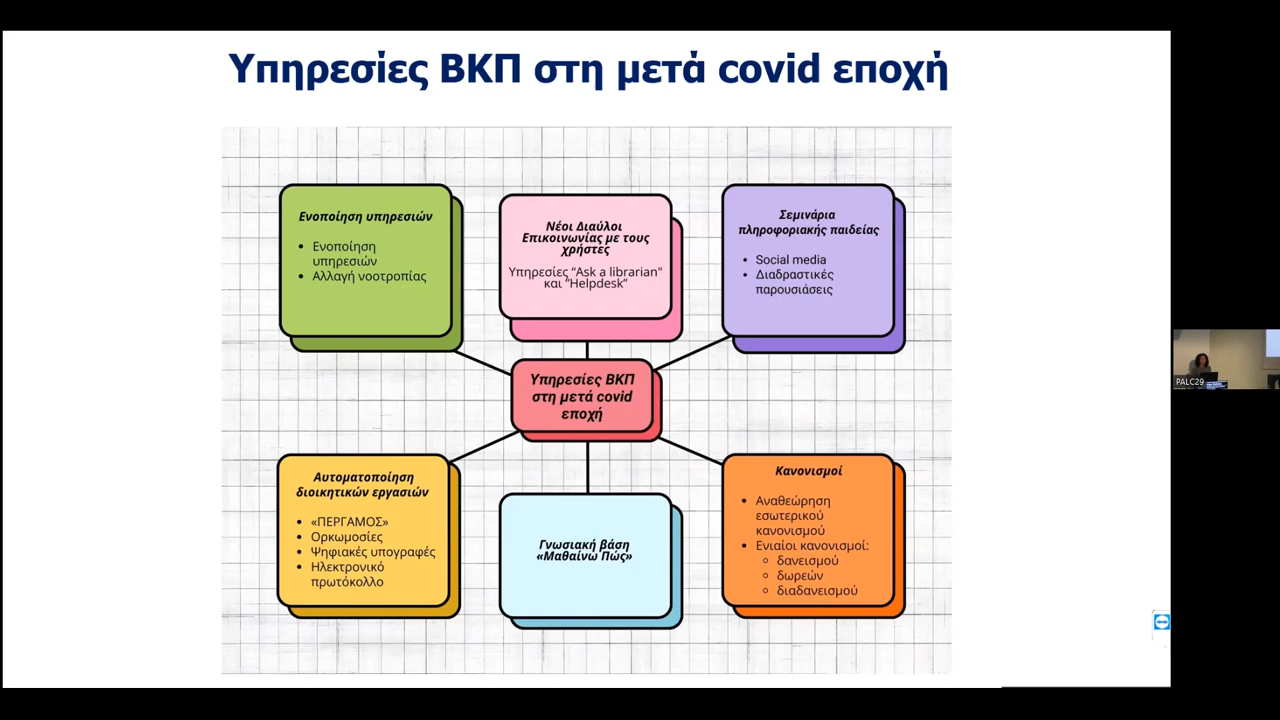 Υπηρεσίες ΒΚΠ στη μετά covid εποχή
Ενοποίηση υπηρεσιών
• Ενοποίηση
υπηρεσιών
• Αλλαγή νοοτροπίας
Νέοι Διαύλοι
Επικοινωνίας με τους
χρήστες
Υπηρεσίες “Ask a librarian"
και “Helpdesk”
Σεμινάρια
πληροφοριακής παιδείας
• Social media
• Διαδραστικές
παρουσιάσεις
Υπηρεσίες ΒΚΠ
στη μετά covid
εποχή
Αυτοματοποίηση
διοικητικών εργασιών
• «ΠΕΡΓΑΜΟΣ»
• Ορκωμοσίες
• Ψηφιακές υπογραφές
• Ηλεκτρονικό
πρωτόκολλο
Γνωσιακή βάση
«Μαθαίνω Πώς»
Κανονισμοί
• Αναθεώρηση
εσωτερικού
κανονισμού
• Ενιαίοι κανονισμοί:
○ δανεισμού
○ δωρεών
○ διαδανεισμού
PALC29